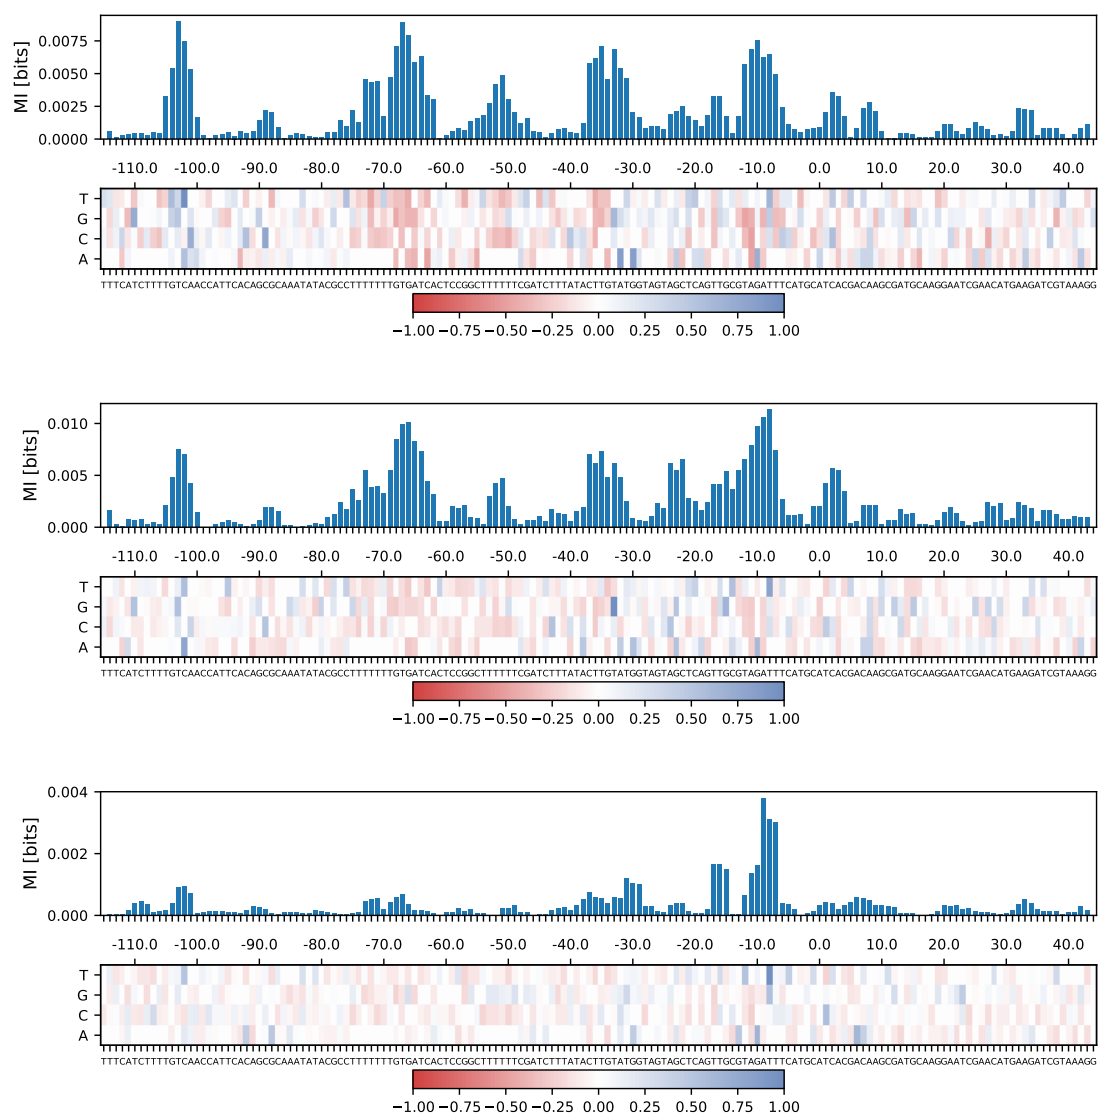 MI [bits]
0.0075
0.0050
0.0025
0.0000
-110.0 -100.0 -90.0 -80.0 -70.0 -60.0 -50.0 -40.0 -30.0 -20.0 -10.0 0.0 10.0 20.0 30.0 40.0
T
G
C
A
TTTCATCTTTTGTCAACCATTCACAGCGCAAATATACGCCTTTTTTTGTGATCACTCCGGCTTTTTTCGATCTTTATACTTGTATGGTAGTAGCTCAGTTGCGTAGATTTCATGCATCACGACAAGCGATGCAAGGAATCGAACATGAAGATCGTAAAGG
−1.00 −0.75 −0.50 −0.25 0.00 0.25 0.50 0.75 1.00
MI [bits]
0.010
0.005
0.000
-110.0 -100.0 -90.0 -80.0 -70.0 -60.0 -50.0 -40.0 -30.0 -20.0 -10.0 0.0 10.0 20.0 30.0 40.0
T
G
C
A
TTTCATCTTTTGTCAACCATTCACAGCGCAAATATACGCCTTTTTTTGTGATCACTCCGGCTTTTTTCGATCTTTATACTTGTATGGTAGTAGCTCAGTTGCGTAGATTTCATGCATCACGACAAGCGATGCAAGGAATCGAACATGAAGATCGTAAAGG
−1.00 −0.75 −0.50 −0.25 0.00 0.25 0.50 0.75 1.00
MI [bits]
0.004
0.002
0.000
-110.0 -100.0 -90.0 -80.0 -70.0 -60.0 -50.0 -40.0 -30.0 -20.0 -10.0 0.0 10.0 20.0 30.0 40.0
T
G
C
A
TTTCATCTTTTGTCAACCATTCACAGCGCAAATATACGCCTTTTTTTGTGATCACTCCGGCTTTTTTCGATCTTTATACTTGTATGGTAGTAGCTCAGTTGCGTAGATTTCATGCATCACGACAAGCGATGCAAGGAATCGAACATGAAGATCGTAAAGG
−1.00 −0.75 −0.50 −0.25 0.00 0.25 0.50 0.75 1.00